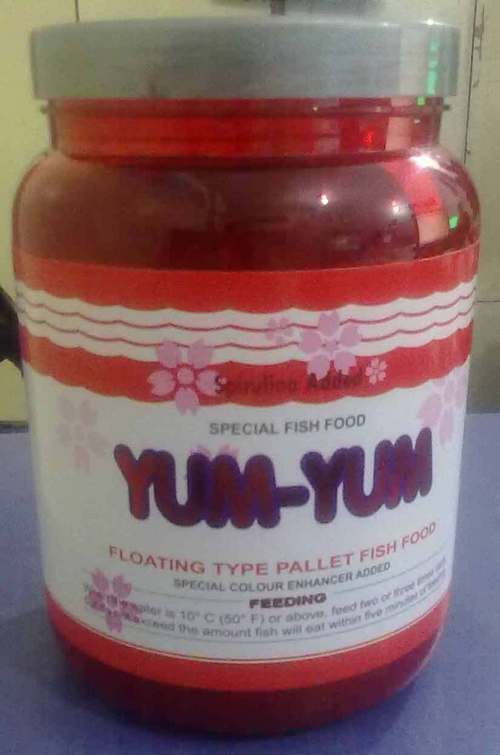 Spirulina Added
SPECIAL FISH FOOD
YUM-YUM
FLOATING TYPE PALLET FISH FOOD
SPECIAL COLOUR ENHANCER ADDED
FEEDING
water is 10° C (50° F) or above, feed two or three times
exceed the amount fish will eat within five minutes